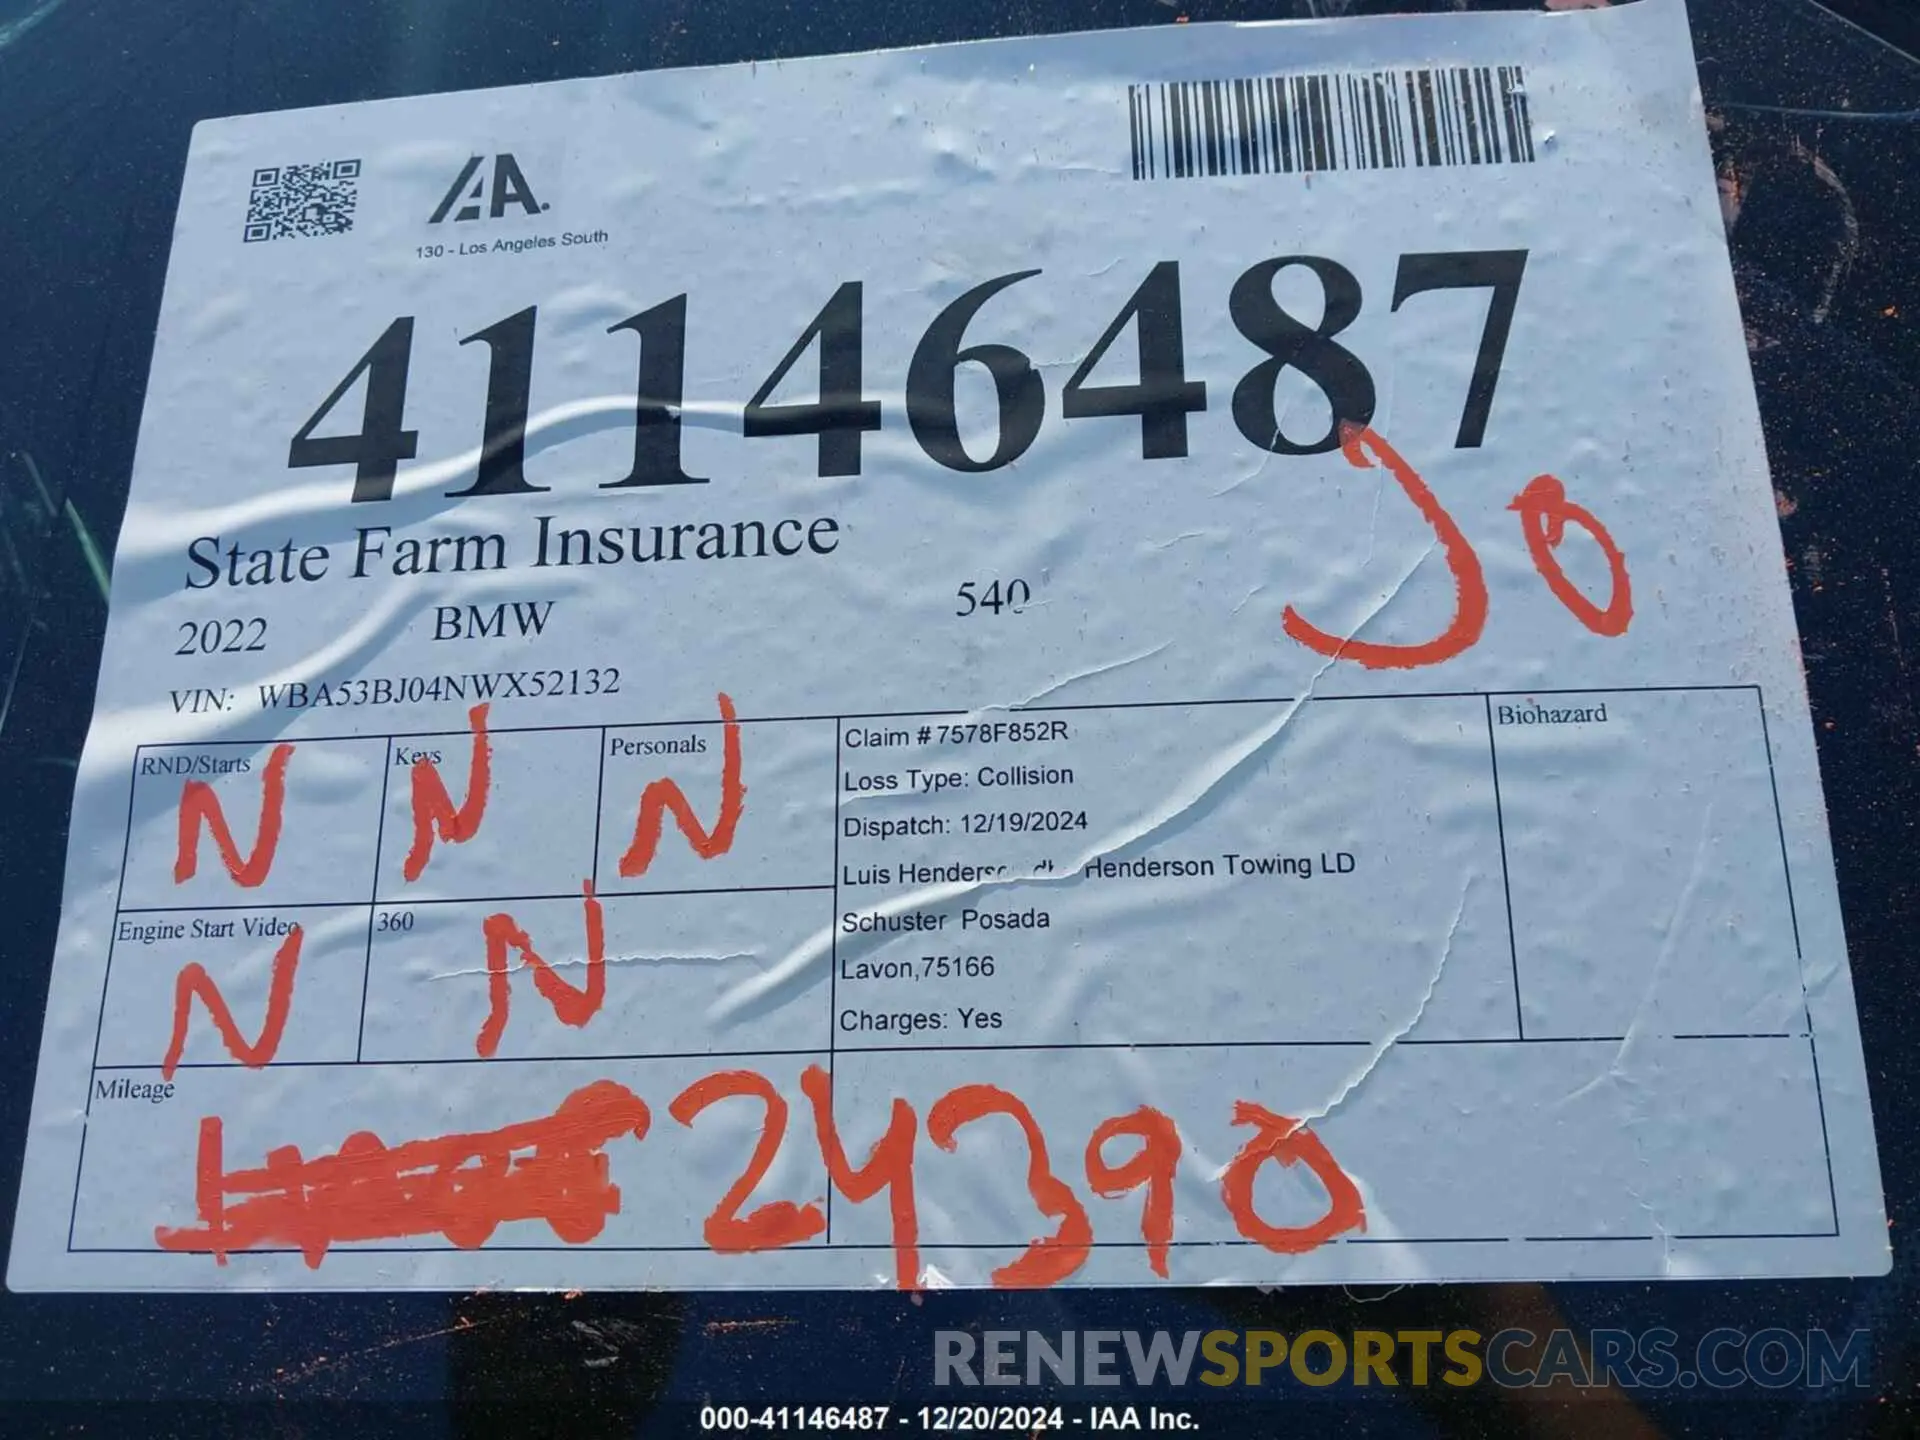 IAA.
130 - Los Angeles South
41146487
State Farm Insurance
JO
2022 BMW 540
VIN: WBA53BJ04NWX52132
RND/Starts N
Keys N
Personals N
Claim # 7578F852R
Loss Type: Collision
Dispatch: 12/19/2024
Luis Henderson Henderson Towing LD
Schuster Posada
Lavon,75166
Charges: Yes
Biohazard
Engine Start Video N
360 N
Mileage 24390
RENEWSPORTSCARS.COM
000-41146487 - 12/20/2024 - IAA Inc.